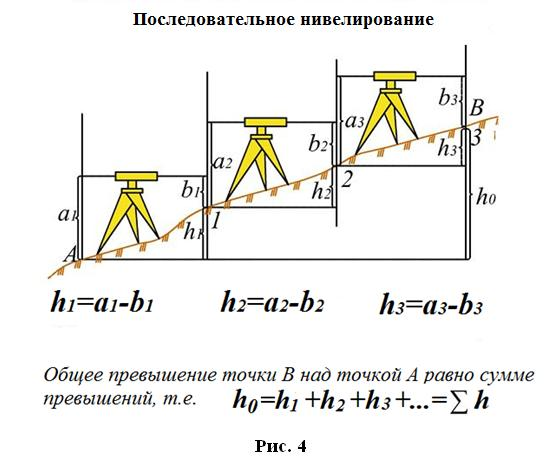 Последовательное нивелирование
a3
b3
B
a2
b2
h3
3
a1
b1
2
h2
1
h0
h1
A
h1=a1-b1 h2=a2-b2 h3=a3-b3
Общее превышение точки В над точкой А равно сумме
превышений, т.е. h0=h1+h2+h3+...=∑ h
Рис. 4